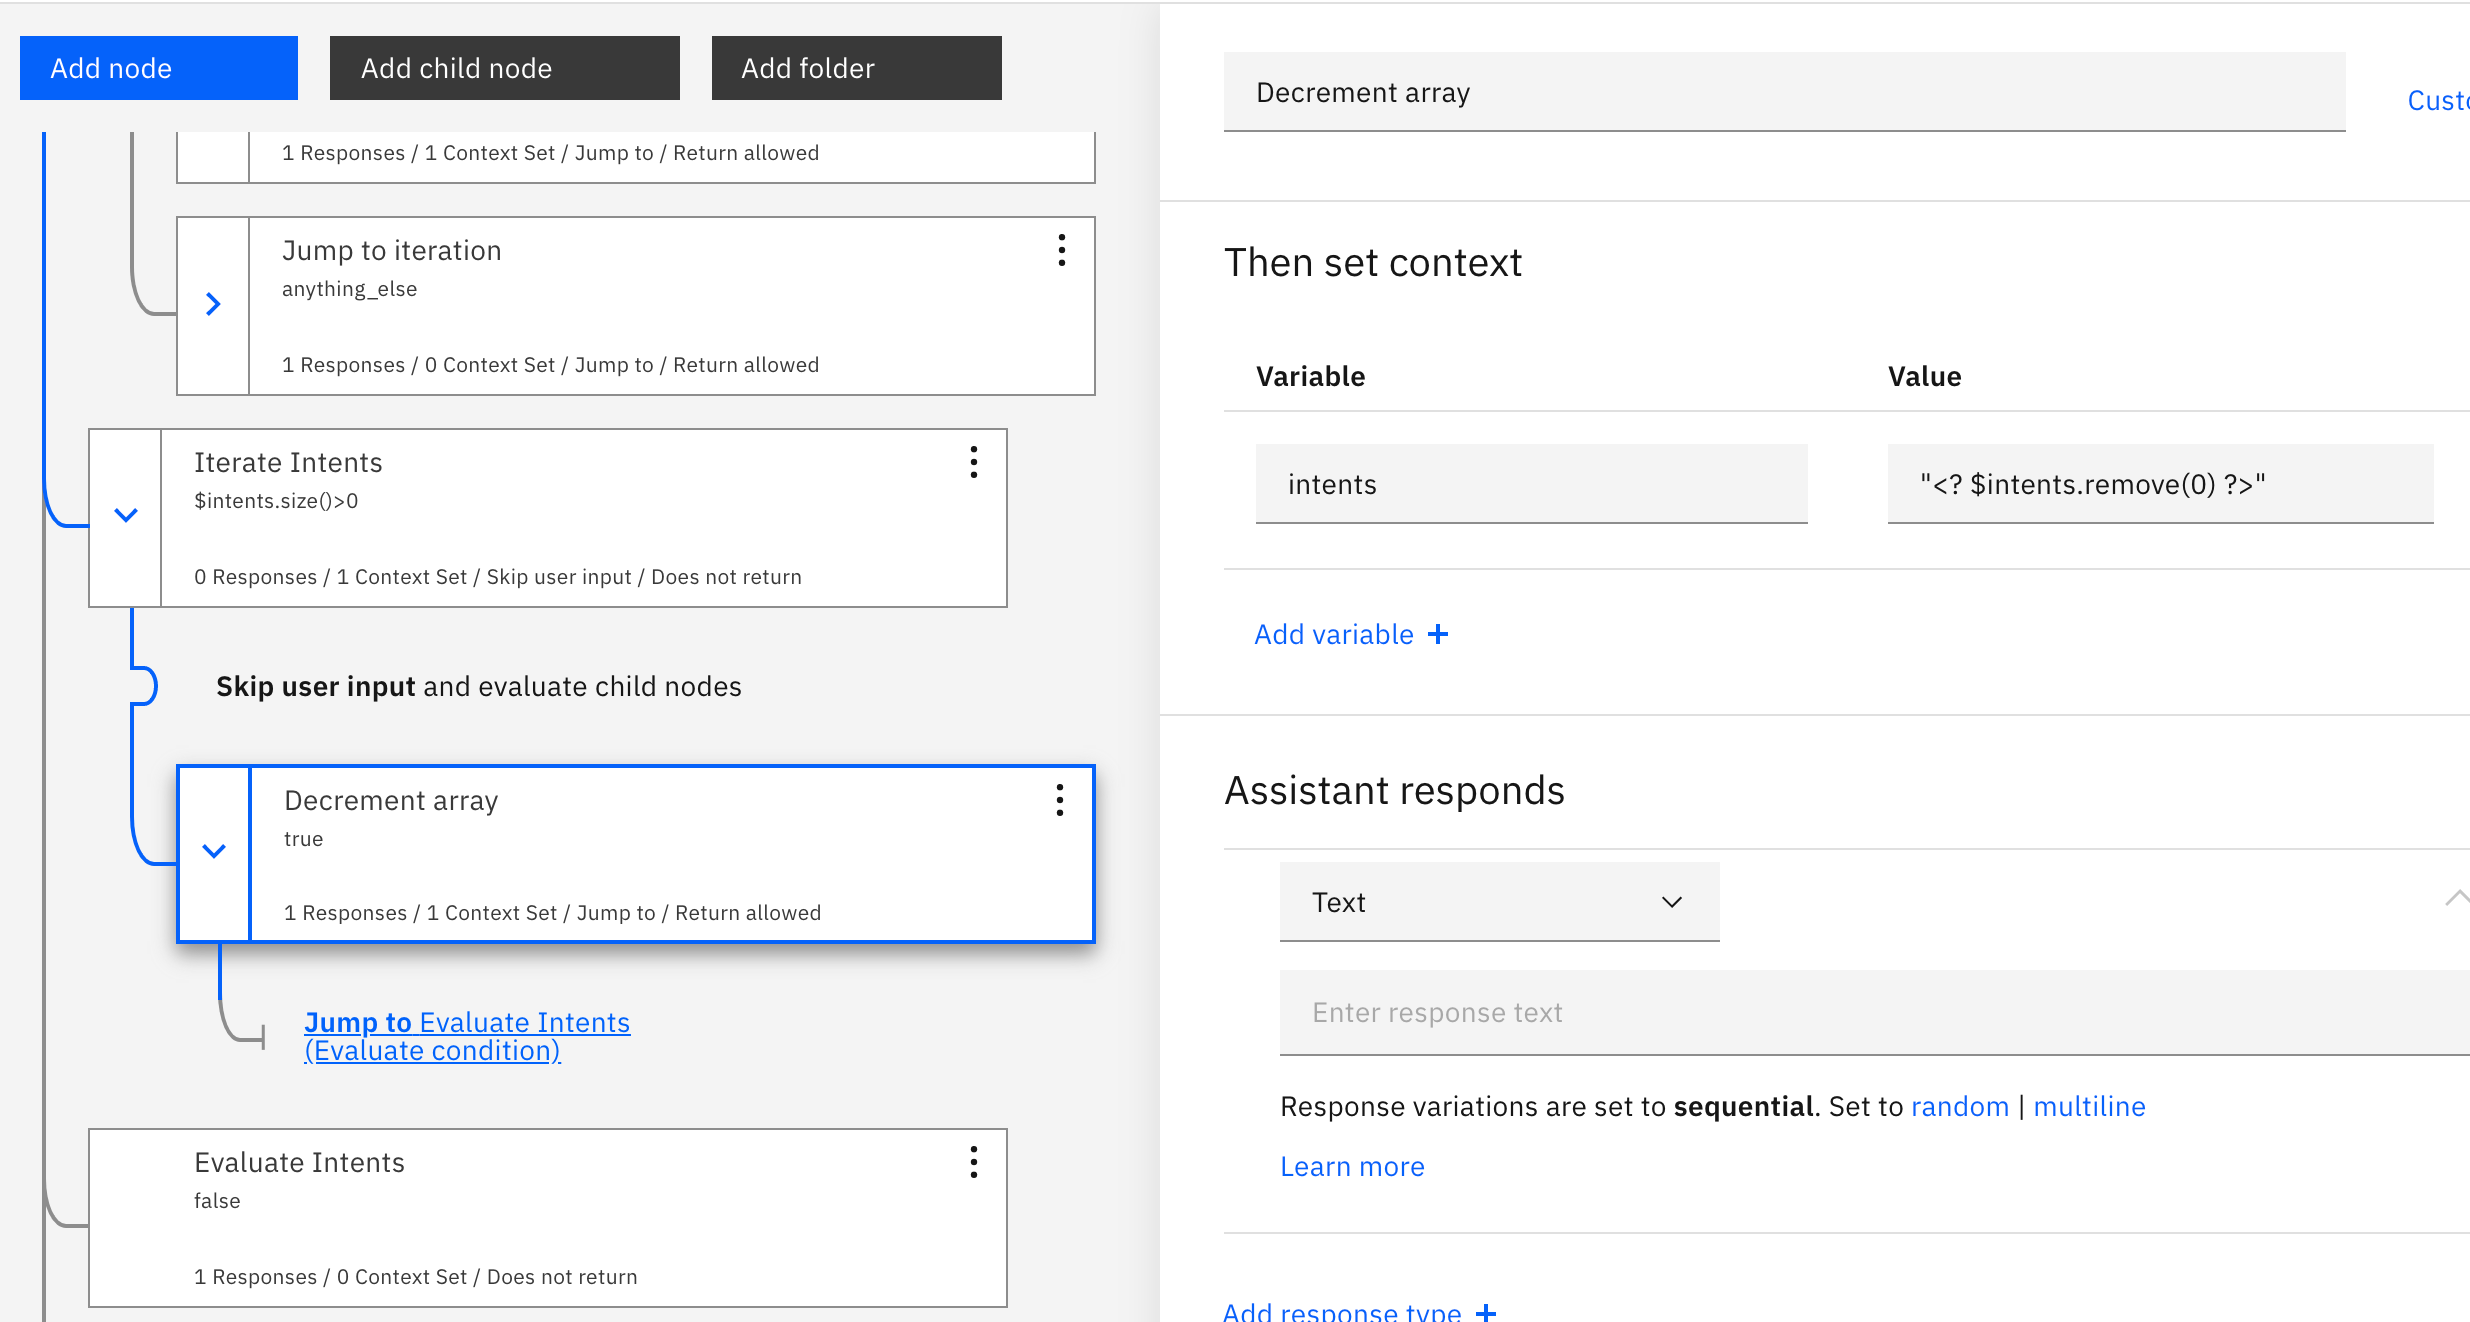 Add node
Add child node
Add folder
1 Responses / 1 Context Set / Jump to / Return allowed
Jump to iteration
anything_else
1 Responses / 0 Context Set / Jump to / Return allowed
Iterate Intents
$intents.size()>0
0 Responses / 1 Context Set / Skip user input / Does not return
Skip user input and evaluate child nodes
Decrement array
true
1 Responses / 1 Context Set / Jump to / Return allowed
Jump to Evaluate Intents
(Evaluate condition)
Evaluate Intents
false
1 Responses / 0 Context Set / Does not return
Decrement array
Then set context
Variable
Value
intents
"<? $intents.remove(0) ?>"
Add variable +
Assistant responds
Text
Enter response text
Response variations are set to sequential. Set to random | multiline
Learn more
Add response type +